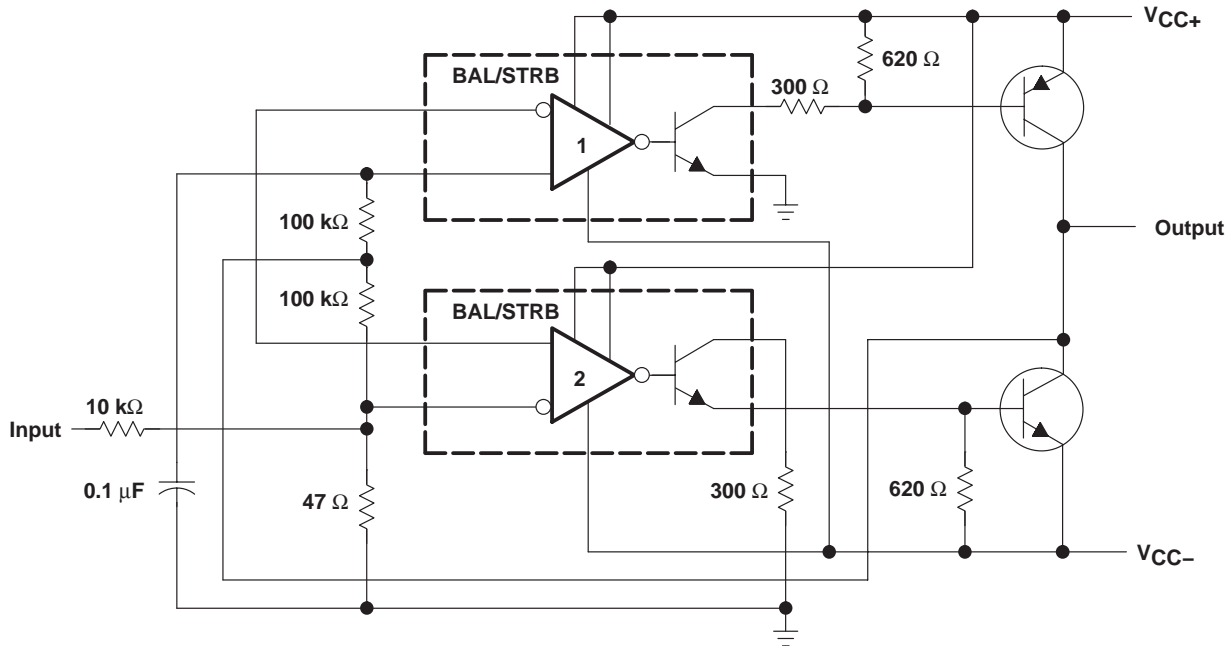 VCC+
BAL/STRB
620 Ω
300 Ω
1
100 kΩ
Output
100 kΩ
BAL/STRB
2
10 kΩ
Input
0.1 μF
47 Ω
300 Ω
620 Ω
VCC–